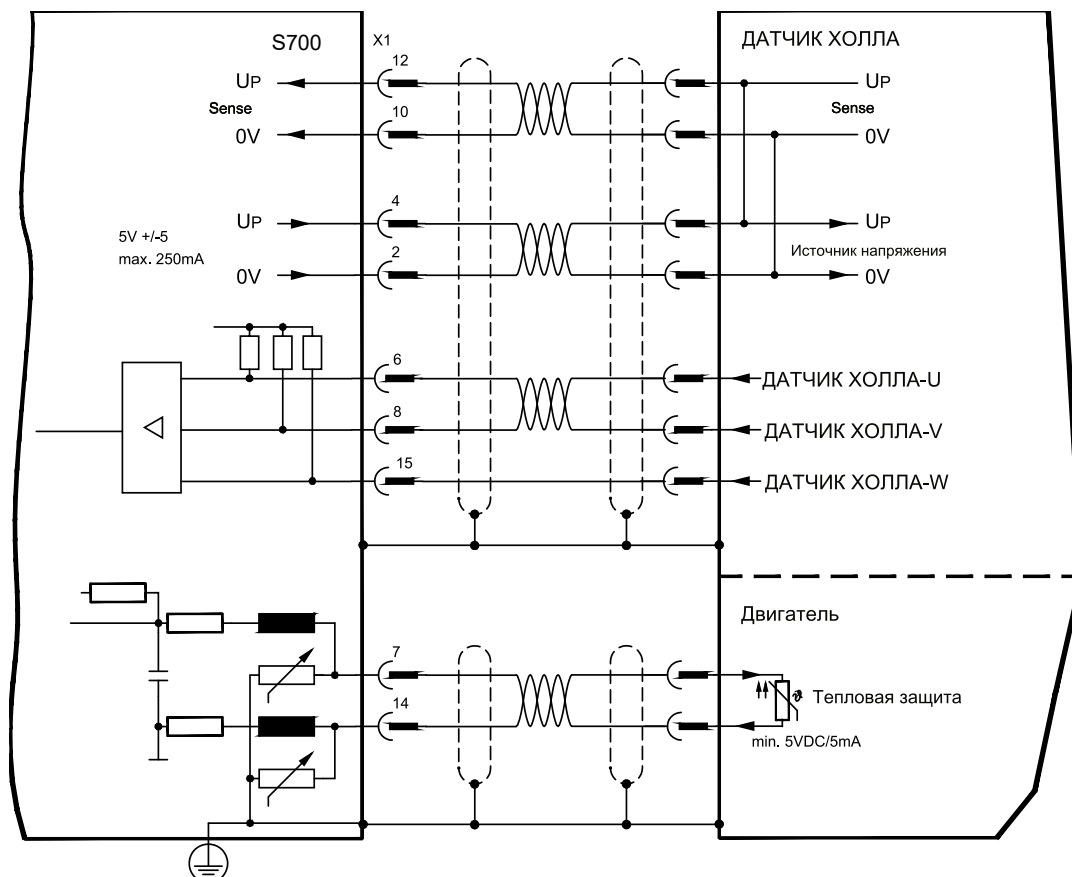 S700
X1
ДАТЧИК ХОЛЛА
12
UP
UP
Sense
Sense
10
0V
0V
4
UP
UP
5V +/-5
max. 250mA
Источник напряжения
2
0V
0V
6
ДАТЧИК ХОЛЛА-U
8
ДАТЧИК ХОЛЛА-V
15
ДАТЧИК ХОЛЛА-W
Двигатель
7
Тепловая защита
14
min. 5VDC/5mA